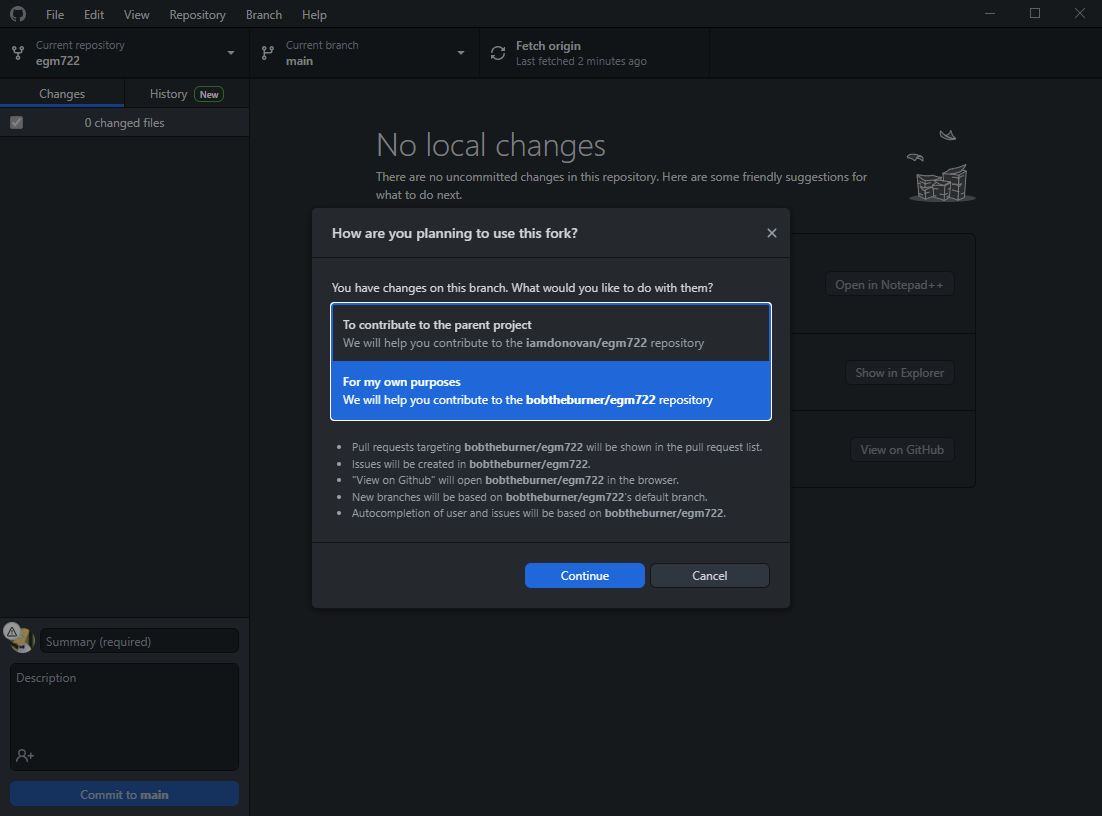 File Edit View Repository Branch Help
Current repository
egm722
Current branch
main
Fetch origin
Last fetched 2 minutes ago
Changes
History New
0 changed files
No local changes
There are no uncommitted changes in this repository. Here are some friendly suggestions for
what to do next.
How are you planning to use this fork?
You have changes on this branch. What would you like to do with them?
To contribute to the parent project
We will help you contribute to the iamdonovan/egm722 repository
For my own purposes
We will help you contribute to the bobtheburner/egm722 repository
• Pull requests targeting bobtheburner/egm722 will be shown in the pull request list.
• Issues will be created in bobtheburner/egm722.
• "View on Github" will open bobtheburner/egm722 in the browser.
• New branches will be based on bobtheburner/egm722's default branch.
• Autocompletion of user and issues will be based on bobtheburner/egm722.
Continue
Cancel
Open in Notepad++
Show in Explorer
View on GitHub
Summary (required)
Description
Commit to main